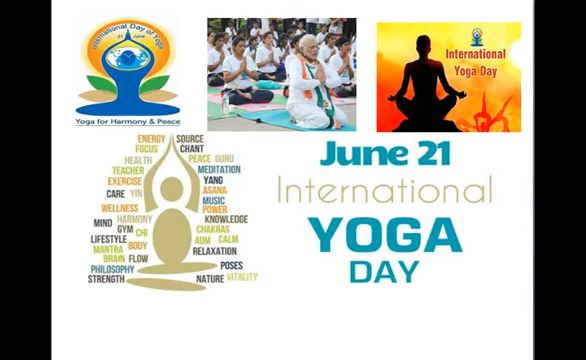 International Day of Yoga
21 June
Yoga for Harmony & Peace
International
Yoga Day
ENERGY SOURCE
FOCUS CHANT
HEALTH PEACE GURU
TEACHER MEDITATION
EXERCISE YANG
CARE YIN ASANA
MUSIC
WELLNESS POWER
MIND HARMONY KNOWLEDGE
GYM CHI CHAKRAS
LIFESTYLE BODY AUM CALM
MANTRA
BRAIN FLOW RELAXATION
PHILOSOPHY POSES
STRENGTH NATURE VITALITY
June 21
International
YOGA
DAY